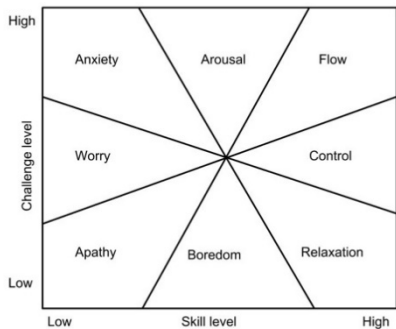 High
Anxiety
Arousal
Flow
Challenge level
Worry
Control
Apathy
Boredom
Relaxation
Low
Low
Skill level
High